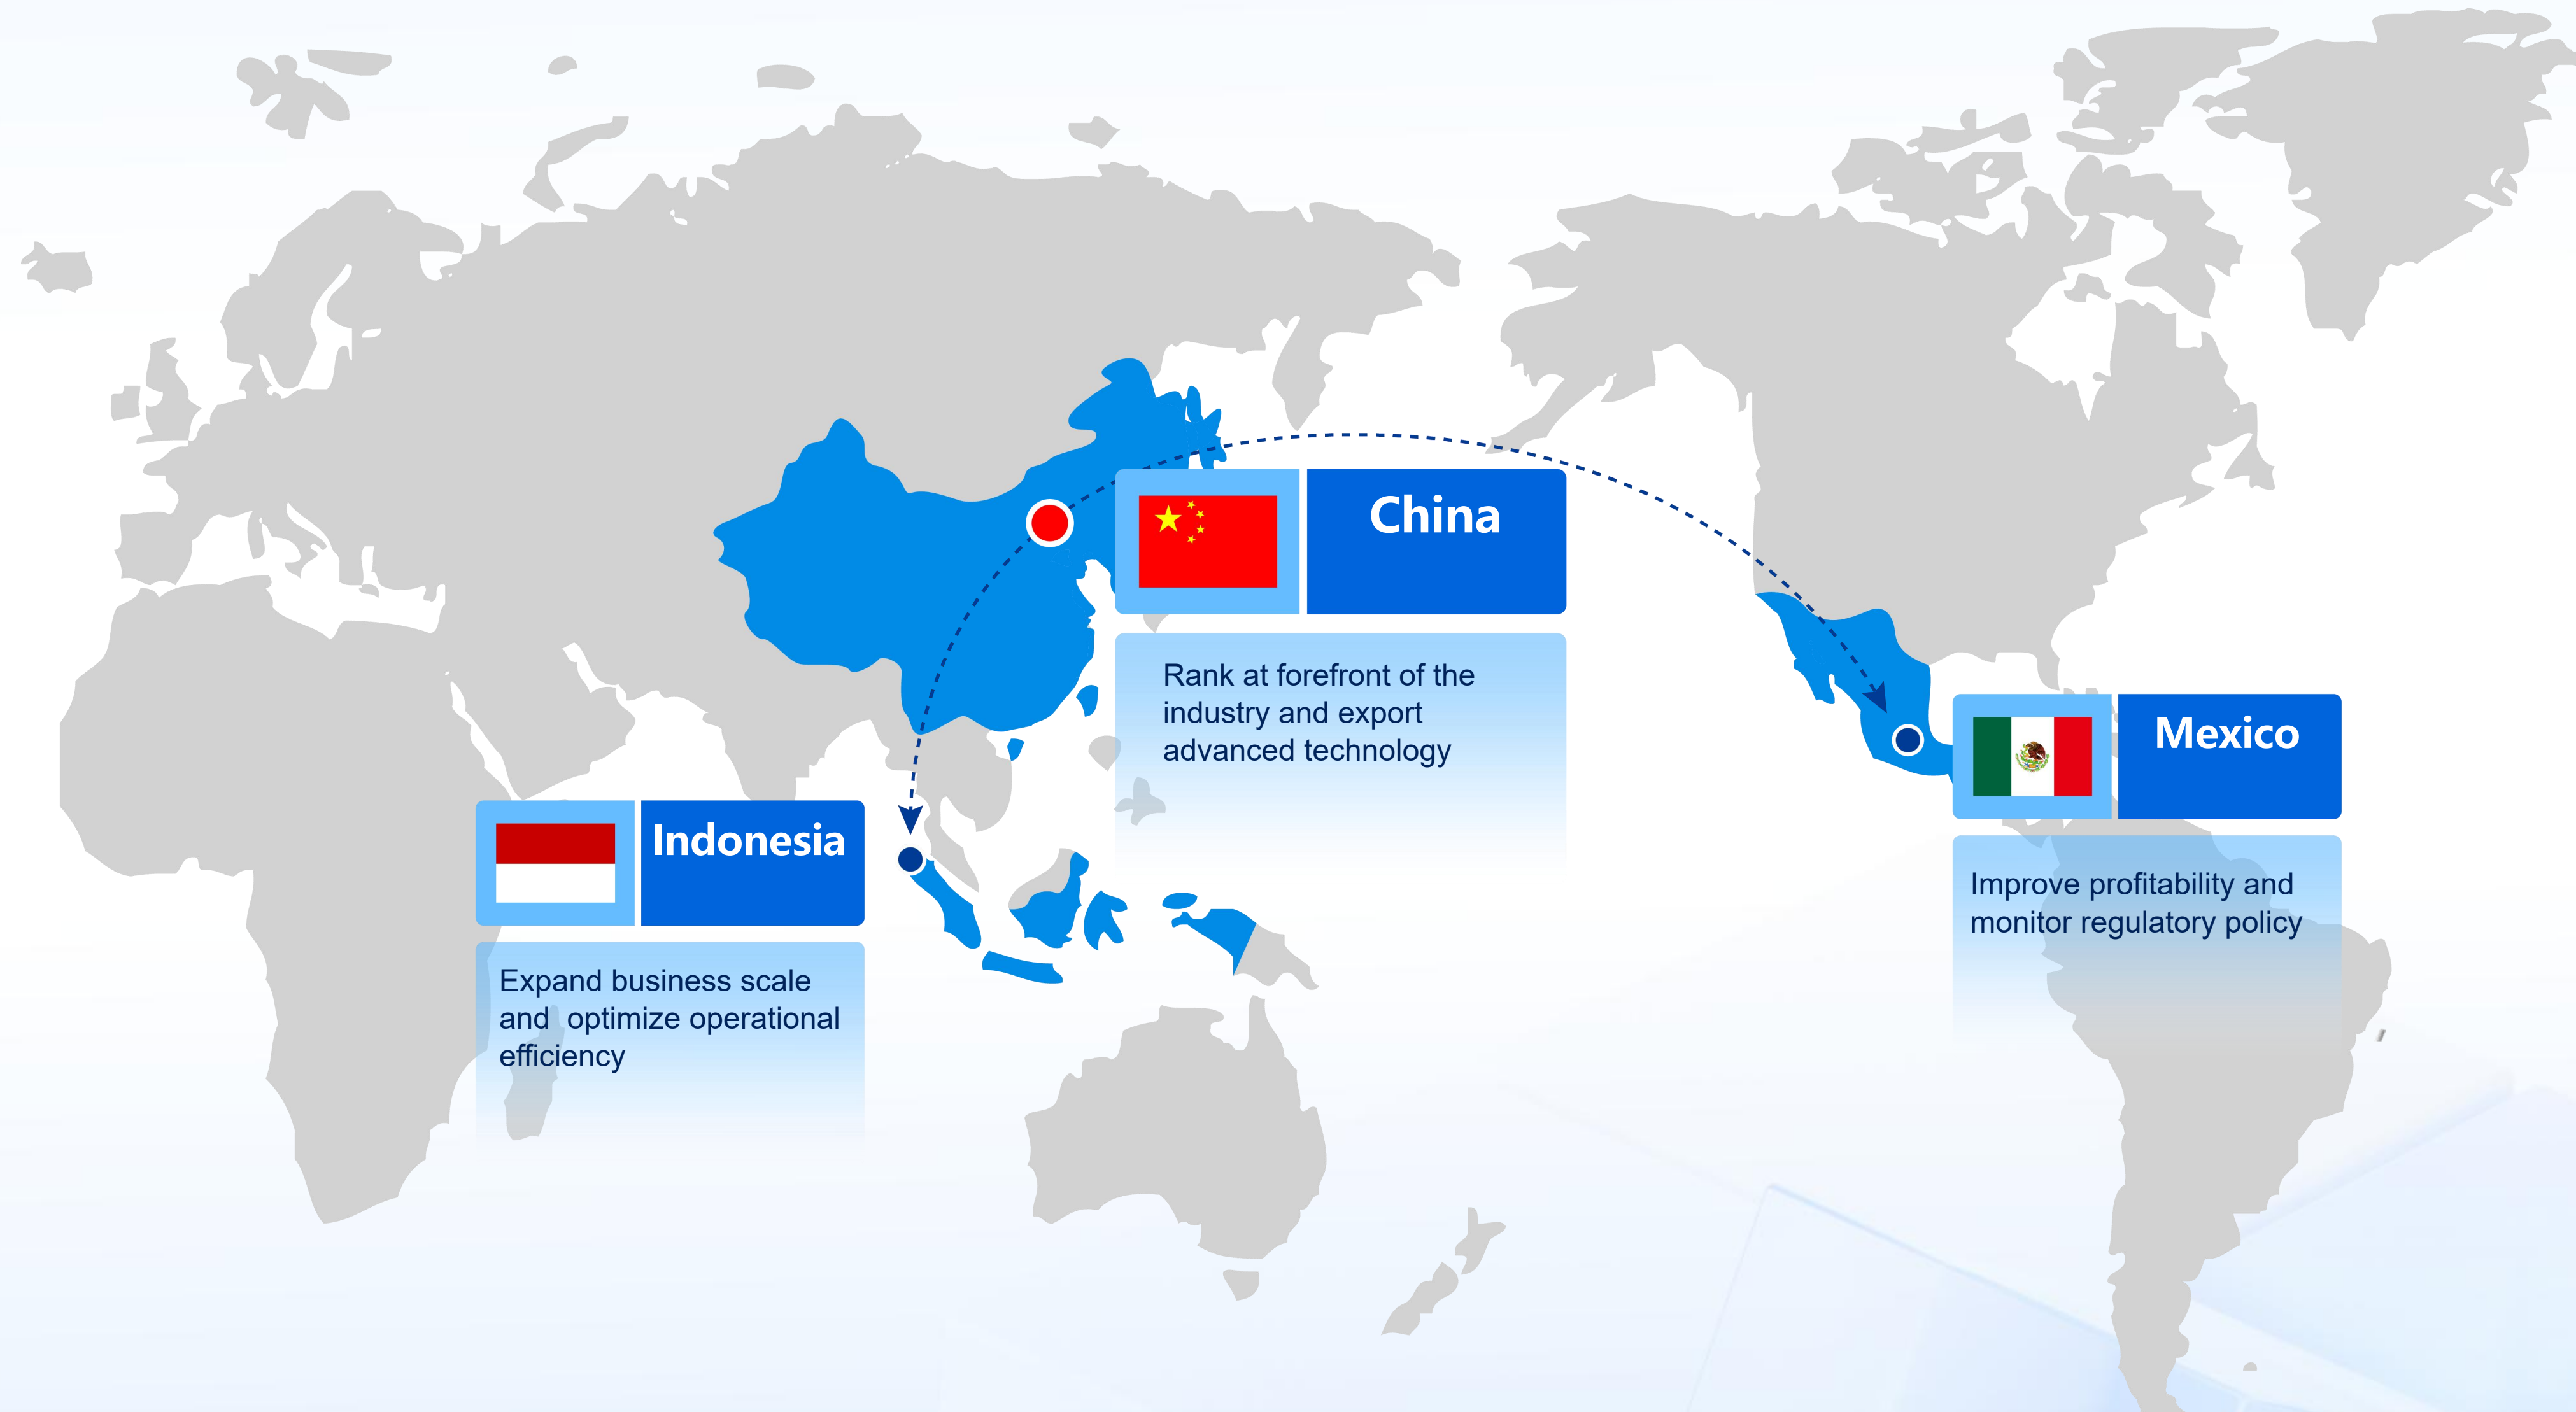 China
Rank at forefront of the
industry and export
advanced technology
Mexico
Improve profitability and
monitor regulatory policy
Indonesia
Expand business scale
and  optimize operational
efficiency